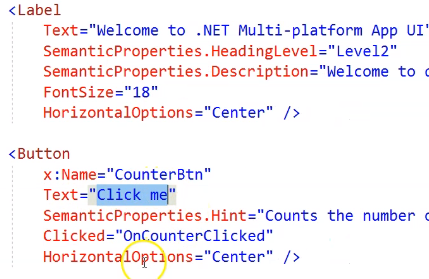 <Label
Text="Welcome to .NET Multi-platform App UI"
SemanticProperties.HeadingLevel="Level2"
SemanticProperties.Description="Welcome to
FontSize="18"
HorizontalOptions="Center" />
<Button
x:Name="CounterBtn"
Text="Click me"
SemanticProperties.Hint="Counts the number
Clicked="OnCounterClicked"
HorizontalOptions="Center" />